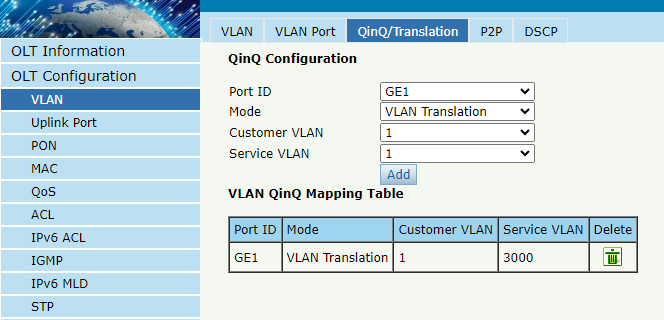 VLAN VLAN Port QinQ/Translation P2P DSCP
OLT Information
OLT Configuration
VLAN
Uplink Port
PON
MAC
QoS
ACL
IPv6 ACL
IGMP
IPv6 MLD
STP
QinQ Configuration
Port ID GE1
Mode VLAN Translation
Customer VLAN 1
Service VLAN 1
Add
VLAN QinQ Mapping Table
Port ID Mode Customer VLAN Service VLAN Delete
GE1 VLAN Translation 1 3000